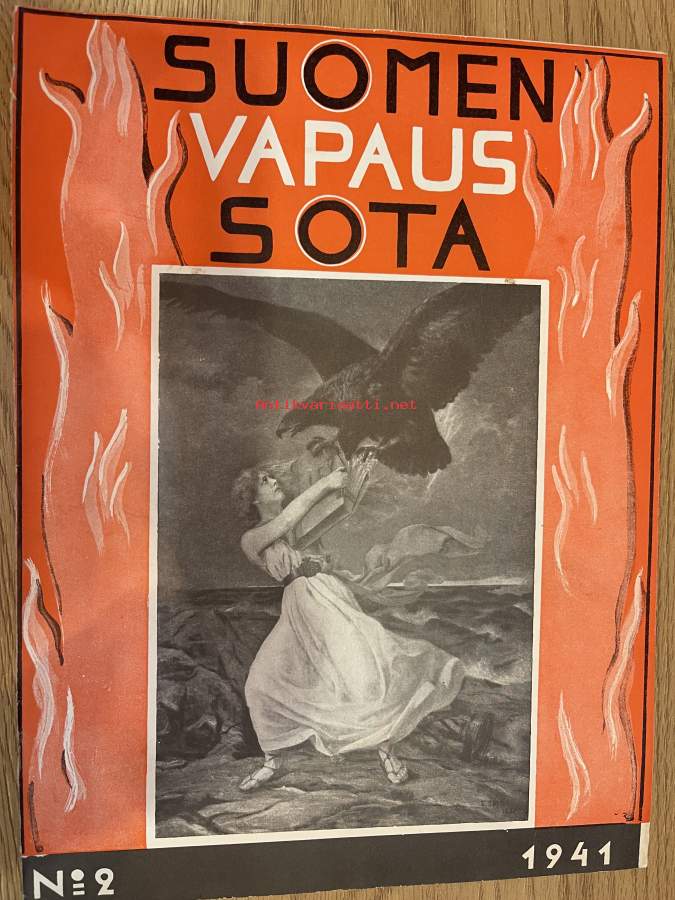 SUOMEN
VAPAUS
SOTA
Antikvariaatti.net
No 2
1941